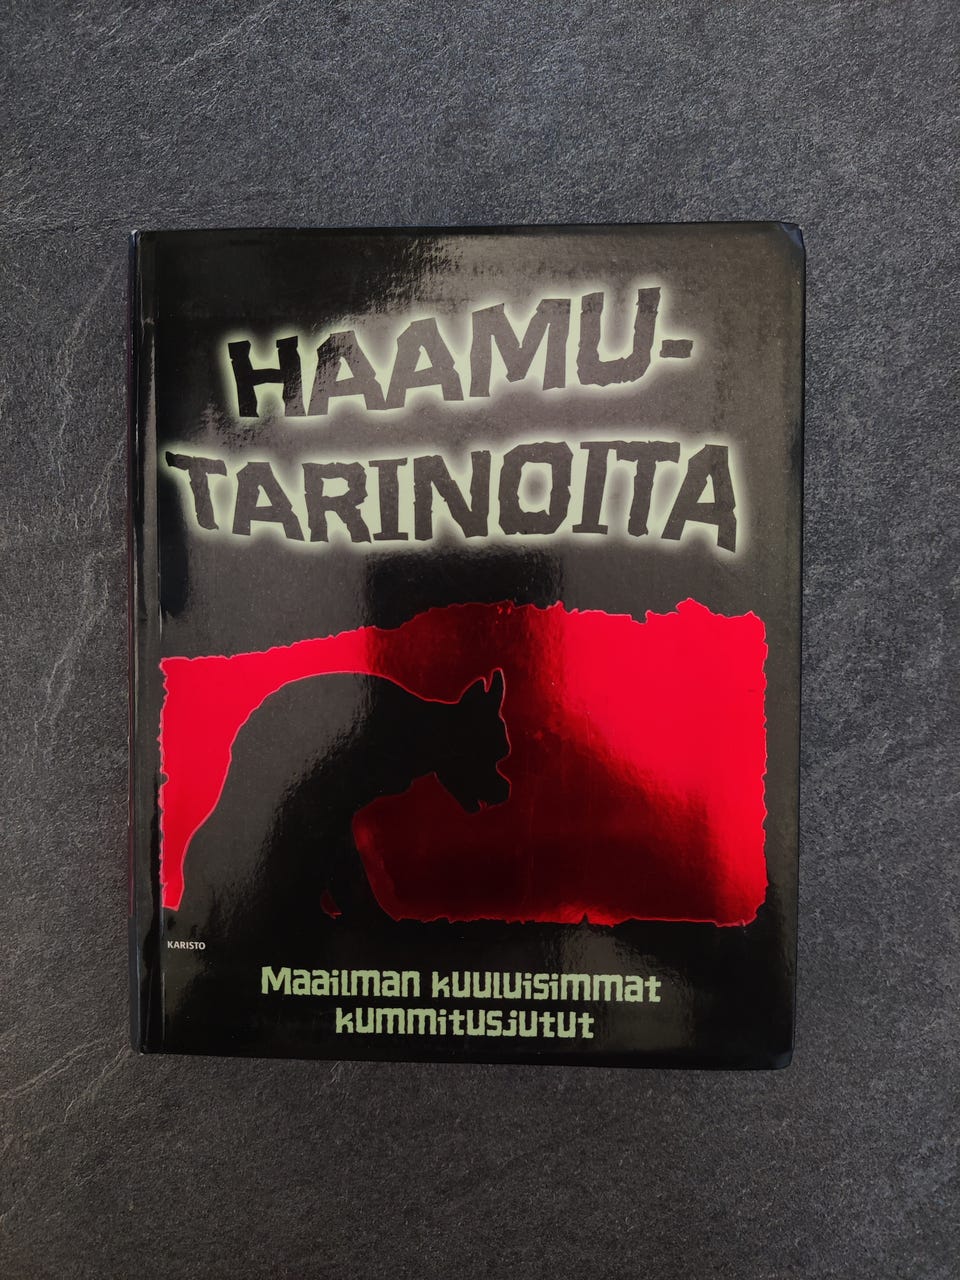 HAAMU-
TARINOITA
KARISTO
Maailman kuuluisimmat
kummitusjutut